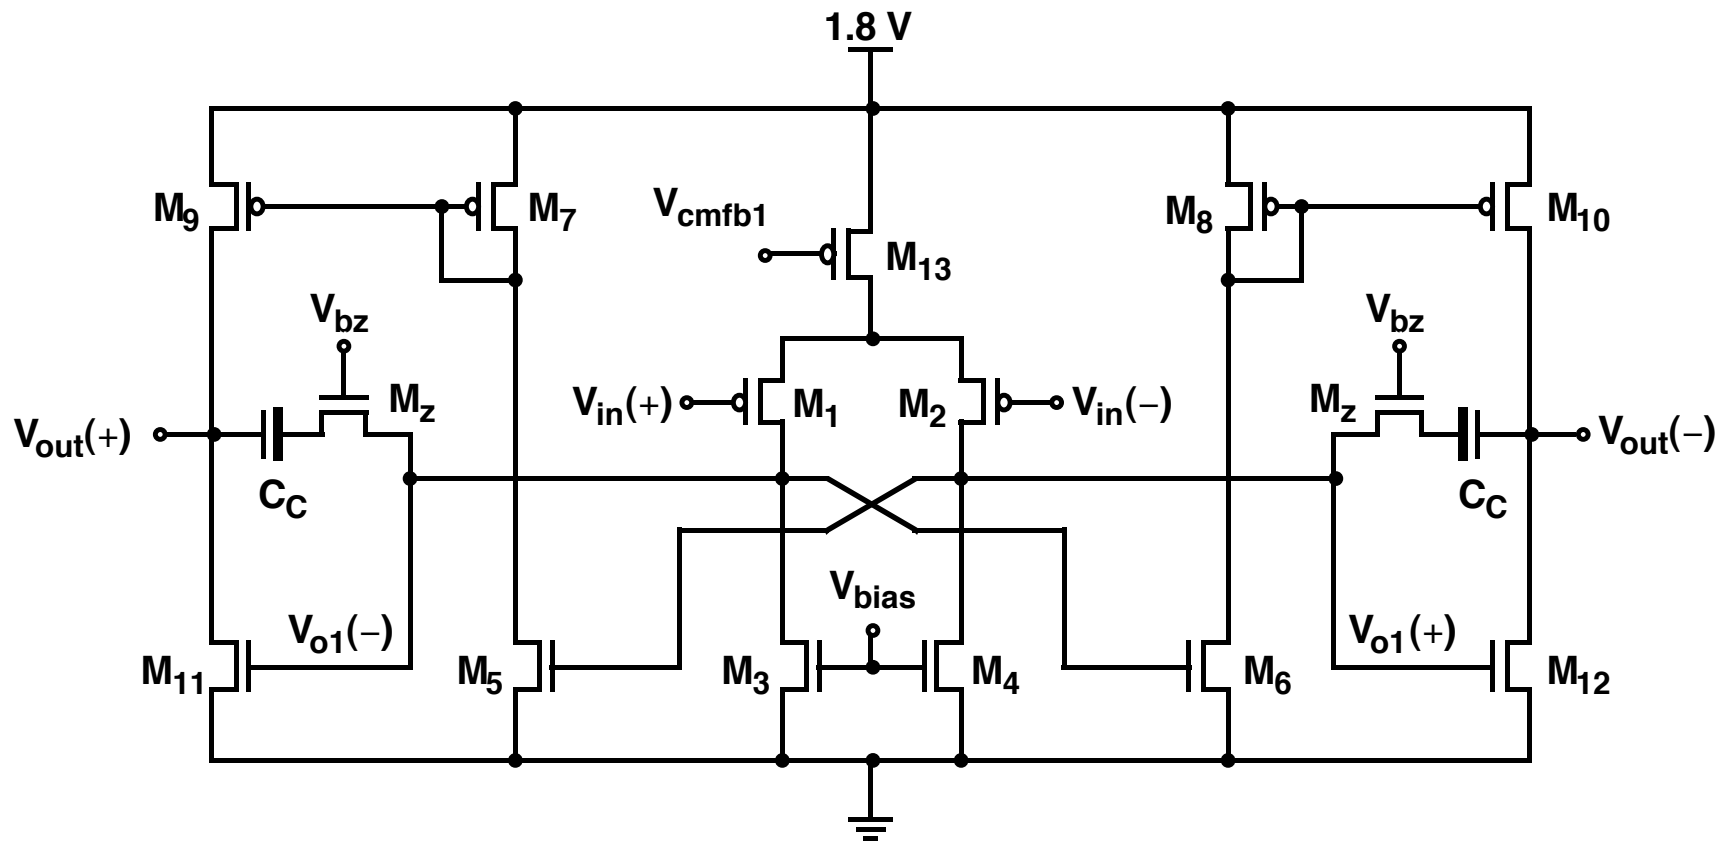 1.8 V
M9
M7
Vcmfb1
M8
M10
M13
Vbz
Vbz
Mz
Vin(+)
M1
M2
Vin(−)
Mz
Vout(+)
Vout(−)
CC
CC
Vbias
Vo1(−)
Vo1(+)
M11
M5
M3
M4
M6
M12